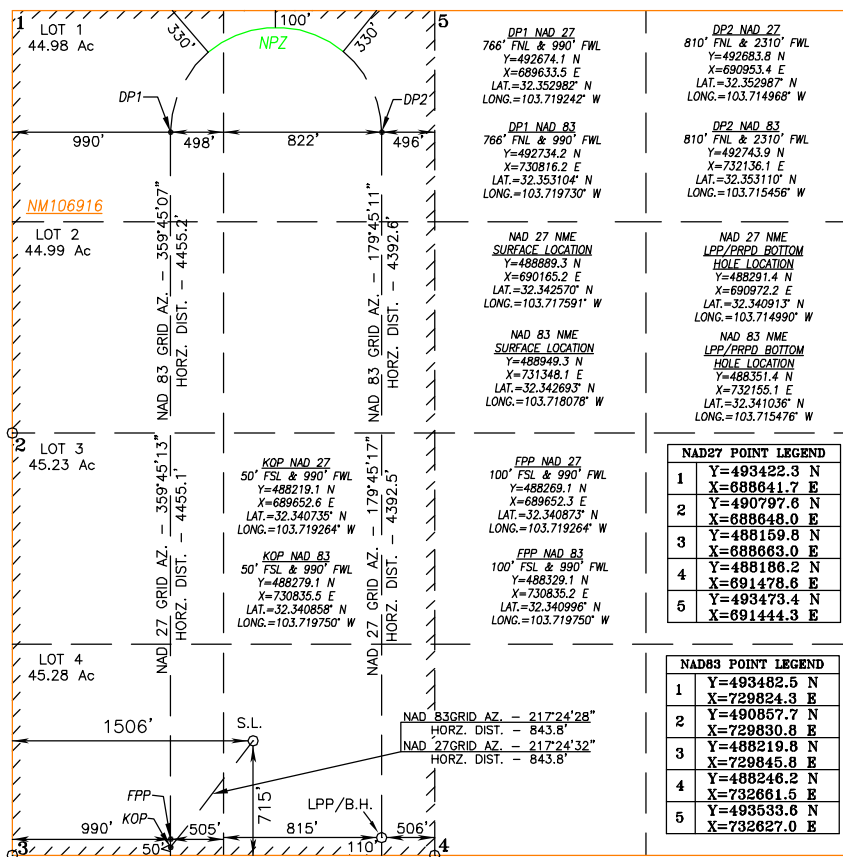 1
LOT 1
44.98 Ac
330'
100'
NPZ
330'
5
DP1
DP2
990'
498'
822'
496'
NM106916
DP1 NAD 27
766' FNL & 990' FWL
Y=492674.1 N
X=689633.5 E
LAT.=32.352982° N
LONG.=103.719242° W
DP2 NAD 27
810' FNL & 2310' FWL
Y=492683.8 N
X=690953.4 E
LAT.=32.352987° N
LONG.=103.714968° W
DP1 NAD 83
766' FNL & 990' FWL
Y=492734.2 N
X=730816.2 E
LAT.=32.353104° N
LONG.=103.719730° W
DP2 NAD 83
810' FNL & 2310' FWL
Y=492743.9 N
X=732136.1 E
LAT.=32.353110° N
LONG.=103.715456° W
LOT 2
44.99 Ac
NAD 83 GRID AZ. - 359°45'07"
HORZ. DIST. - 4455.2'
NAD 83 GRID AZ. - 179°45'11"
HORZ. DIST. - 4392.6'
NAD 27 NME
SURFACE LOCATION
Y=488889.3 N
X=690165.2 E
LAT.=32.342570° N
LONG.=103.717591° W
NAD 27 NME
LPP/PRPD BOTTOM
HOLE LOCATION
Y=488291.4 N
X=690972.2 E
LAT.=32.340913° N
LONG.=103.714990° W
NAD 83 NME
SURFACE LOCATION
Y=488949.3 N
X=731348.1 E
LAT.=32.342693° N
LONG.=103.718078° W
NAD 83 NME
LPP/PRPD BOTTOM
HOLE LOCATION
Y=488351.4 N
X=732155.1 E
LAT.=32.341036° N
LONG.=103.715476° W
2
LOT 3
45.23 Ac
NAD 27 GRID AZ. - 359°45'13"
HORZ. DIST. - 4455.1'
KOP NAD 27
50' FSL & 990' FWL
Y=488219.1 N
X=689652.6 E
LAT.=32.340735° N
LONG.=103.719264° W
KOP NAD 83
50' FSL & 990' FWL
Y=488279.1 N
X=730835.5 E
LAT.=32.340858° N
LONG.=103.719750° W
NAD 27 GRID AZ. - 179°45'17"
HORZ. DIST. - 4392.5'
FPP NAD 27
100' FSL & 990' FWL
Y=488269.1 N
X=689652.3 E
LAT.=32.340873° N
LONG.=103.719264° W
FPP NAD 83
100' FSL & 990' FWL
Y=488329.1 N
X=730835.2 E
LAT.=32.340996° N
LONG.=103.719750° W
NAD27 POINT LEGEND
1 Y=493422.3 N
X=688641.7 E
2 Y=490797.6 N
X=688648.0 E
3 Y=488159.8 N
X=688663.0 E
4 Y=488186.2 N
X=691478.6 E
5 Y=493473.4 N
X=691444.3 E
NAD83 POINT LEGEND
1 Y=493482.5 N
X=729824.3 E
2 Y=490857.7 N
X=729830.8 E
3 Y=488219.8 N
X=729845.8 E
4 Y=488246.2 N
X=732661.5 E
5 Y=493533.6 N
X=732627.0 E
LOT 4
45.28 Ac
1506'
S.L.
NAD 83GRID AZ. - 217°24'28"
HORZ. DIST. - 843.8'
NAD 27GRID AZ. - 217°24'32"
HORZ. DIST. - 843.8'
715'
FPP
KOP
LPP/B.H.
990'
505'
815'
506'
50'
110'
3
4